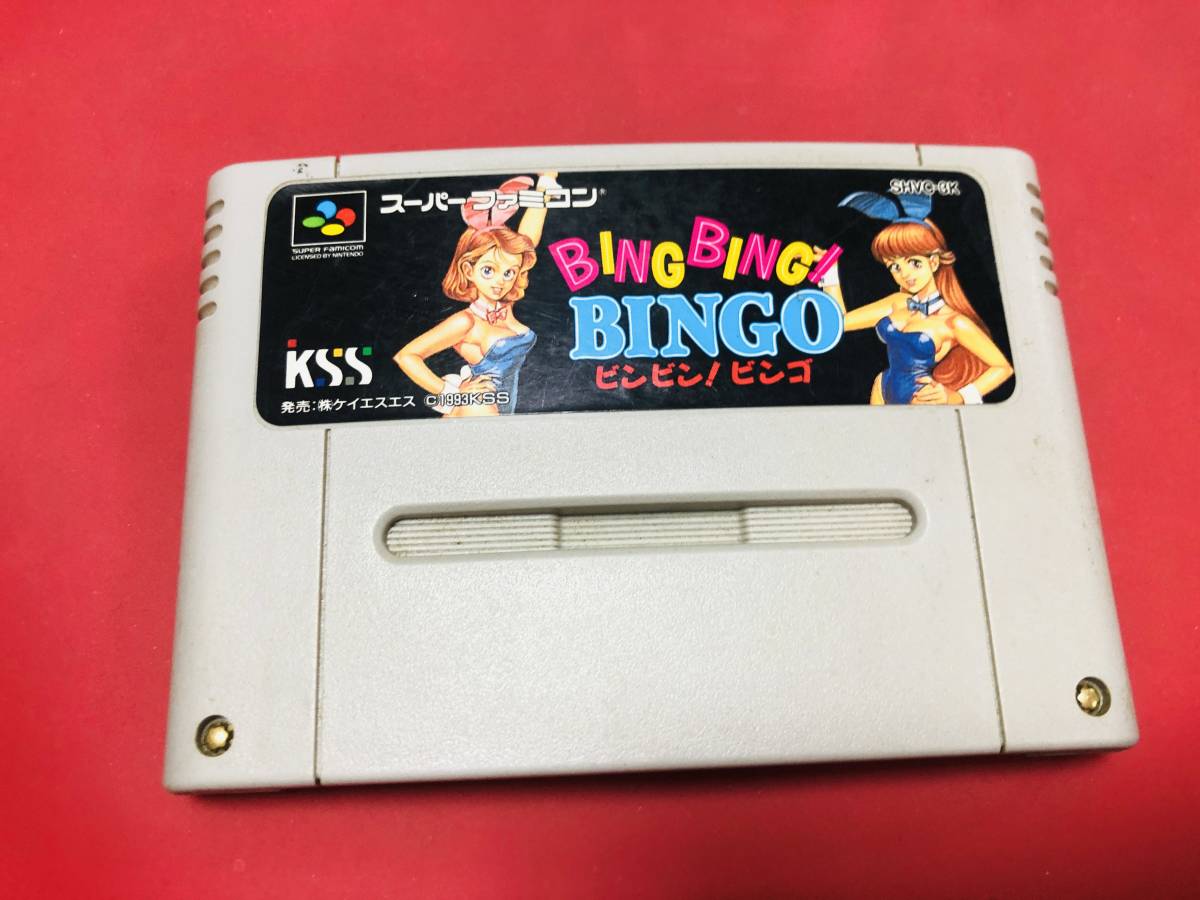 スーパーファミコン®
SHVC-GK
SUPER FAMICOM
LICENSED BY NINTENDO
BING BING!
BINGO
ビンビン!ビンゴ
KSS
発売:㈱ケイエスエス ©1993KSS